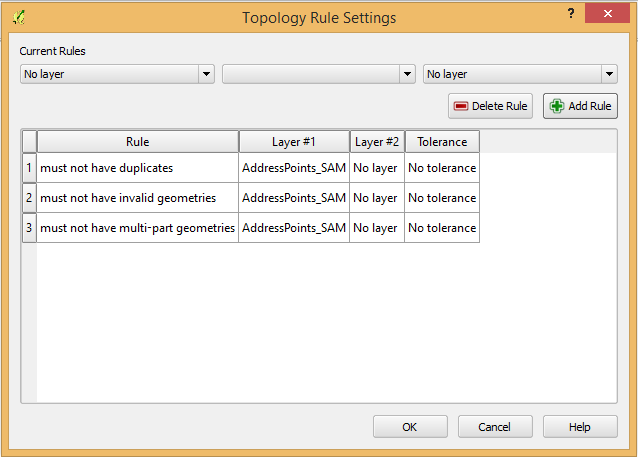 Topology Rule Settings
?
Current Rules
No layer No layer
Delete Rule Add Rule
Rule Layer #1 Layer #2 Tolerance
1 must not have duplicates AddressPoints_SAM No layer No tolerance
2 must not have invalid geometries AddressPoints_SAM No layer No tolerance
3 must not have multi-part geometries AddressPoints_SAM No layer No tolerance
OK Cancel Help